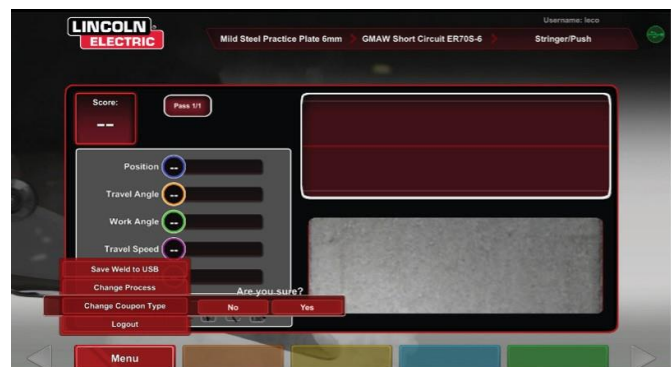 LINCOLN
ELECTRIC
Username: leco
Mild Steel Practice Plate 6mm
GMAW Short Circuit ER70S-6
Stringer/Push
Score:
--
Pass 1/1
Position --
Travel Angle --
Work Angle --
Travel Speed --
Save Weld to USB
Change Process
Are you sure?
Change Coupon Type
No
Yes
Logout
Menu